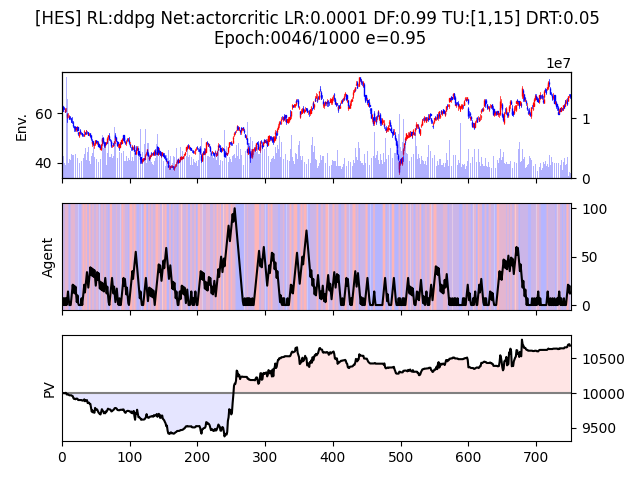 [HES] RL:ddpg Net:actorcritic LR:0.0001 DF:0.99 TU:[1,15] DRT:0.05
Epoch:0046/1000 e=0.95
1e7
Env.
60
40
1
0
Agent
100
50
0
PV
10500
10000
9500
0 100 200 300 400 500 600 700